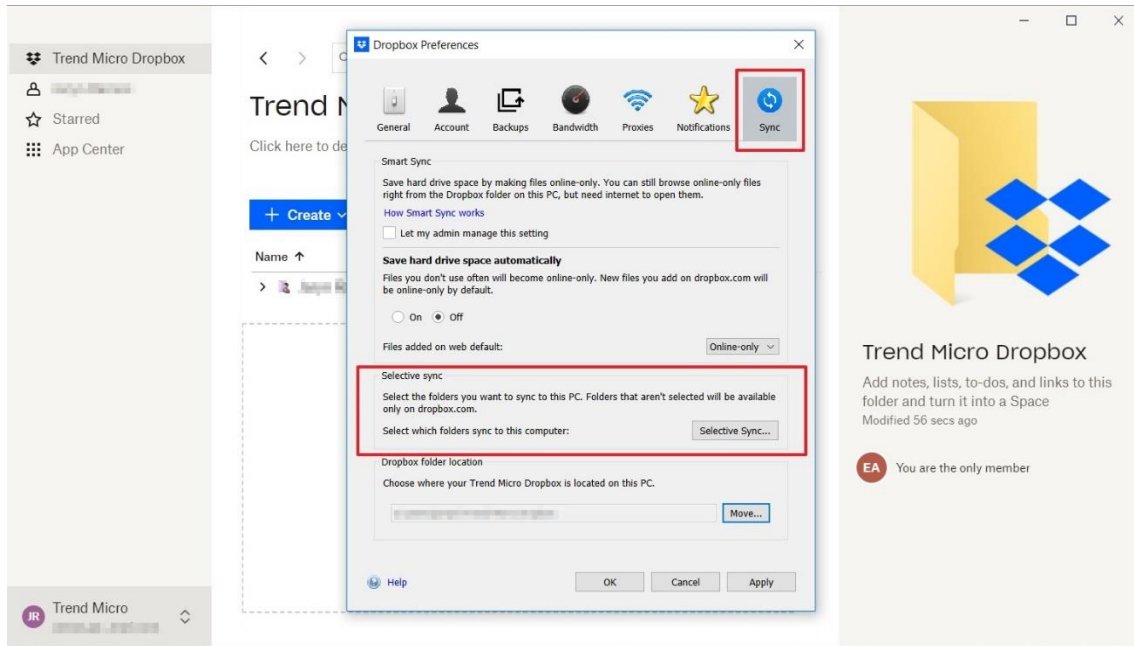 Trend Micro Dropbox
Starred
App Center
Trend Micro
JR
Trend M
Click here to de
+ Create
Name ↑
Dropbox Preferences
General
Account
Backups
Bandwidth
Proxies
Notifications
Sync
Smart Sync
Save hard drive space by making files online-only. You can still browse online-only files
right from the Dropbox folder on this PC, but need internet to open them.
How Smart Sync works
Let my admin manage this setting
Save hard drive space automatically
Files you don't use often will become online-only. New files you add on dropbox.com will
be online-only by default.
On
Off
Files added on web default:
Online-only
Selective sync
Select the folders you want to sync to this PC. Folders that aren't selected will be available
only on dropbox.com.
Select which folders sync to this computer:
Selective Sync...
Dropbox folder location
Choose where your Trend Micro Dropbox is located on this PC.
Move...
Help
OK
Cancel
Apply
Trend Micro Dropbox
Add notes, lists, to-dos, and links to this
folder and turn it into a Space
Modified 56 secs ago
EA
You are the only member